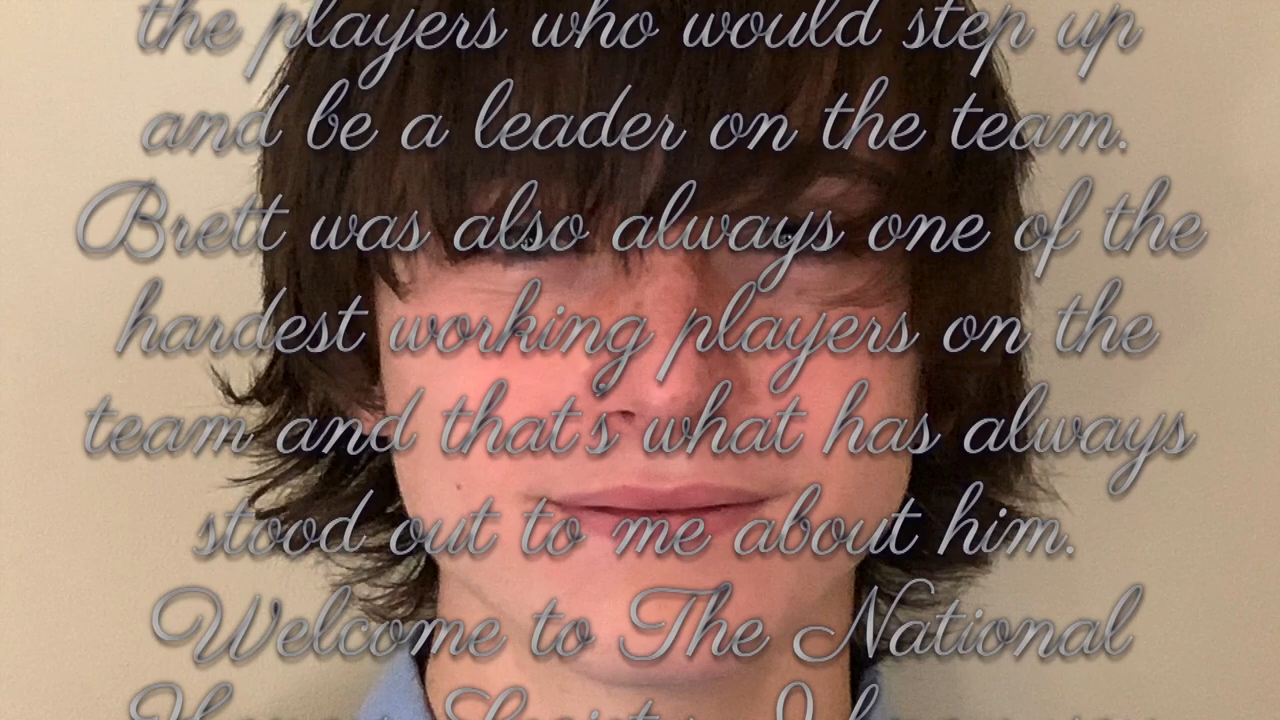 the players who would step up
and be a leader on the team.
Brett was also always one of the
hardest working players on the
team and that's what has always
stood out to me about him.
Welcome to The National